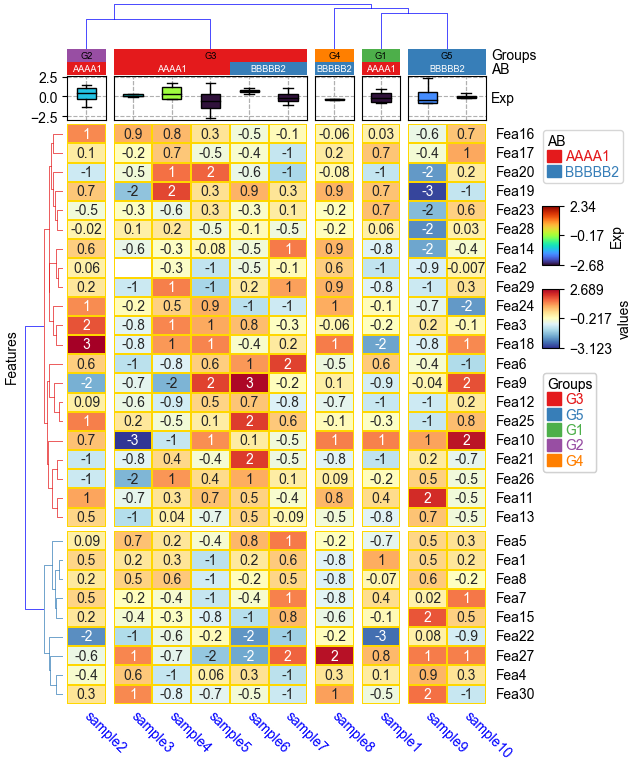 G2 G3 G4 G1 G5 Groups
AAAA1 AAAA1 BBBBB2 BBBBB2 AAAA1 BBBBB2 AB
2.5
0.0 Exp
−2.5
1 0.9 0.8 0.3 -0.5 -0.1 -0.06 0.03 -0.6 0.7 Fea16
0.1 -0.2 0.7 -0.5 -0.4 -1 0.2 0.7 -0.4 1 Fea17
-1 -0.5 1 2 -0.6 -1 -0.08 -1 -2 0.2 Fea20
0.7 -2 2 0.3 0.9 0.3 0.9 0.7 -3 -1 Fea19
-0.5 -0.3 -0.6 0.3 -0.3 0.1 -0.2 0.7 -2 0.6 Fea23
-0.02 0.1 0.2 -0.5 -0.1 -0.5 -0.2 0.06 -2 0.03 Fea28
0.6 -0.6 -0.3 -0.08 -0.5 1 0.9 -0.8 -2 -0.4 Fea14
0.06 -0.3 -1 -0.5 -0.1 0.6 -1 -0.9 -0.007 Fea2
0.2 -1 1 -1 0.2 1 0.9 -0.8 -1 0.3 Fea29
1 -0.2 0.5 0.9 -1 -1 1 -0.1 -0.7 -2 Fea24
2 -0.8 1 1 0.8 -0.3 -0.06 -0.2 0.2 -0.1 Fea3
3 -0.8 1 1 -0.4 0.2 1 -2 -0.8 1 Fea18
0.6 -1 -0.8 0.6 1 2 -0.5 0.6 -0.4 -1 Fea6
-2 -0.7 -2 2 3 -0.2 0.1 -0.9 -0.04 2 Fea9
0.09 -0.6 -0.9 0.5 0.7 -0.8 -0.7 -1 -1 0.2 Fea12
1 0.2 -0.5 0.1 2 0.6 -0.1 -0.3 -1 0.8 Fea25
0.7 -3 -1 1 0.1 -0.5 1 1 1 2 Fea10
-1 -0.8 0.4 -0.4 2 -0.5 -0.8 -1 0.2 -0.7 Fea21
-1 -2 1 0.4 1 0.1 0.09 -0.2 0.5 -0.5 Fea26
1 -0.7 0.3 0.7 0.5 -0.4 0.8 0.4 2 -0.5 Fea11
0.5 -1 0.04 -0.7 0.5 -0.09 -0.5 -0.8 0.7 -0.5 Fea13
0.09 0.7 0.2 -0.4 0.8 1 -0.2 -0.7 0.5 0.3 Fea5
0.5 0.2 0.3 -1 0.2 0.6 -0.8 1 0.5 0.2 Fea1
0.2 0.5 0.6 -1 -0.2 0.5 -0.8 -0.07 0.6 -0.2 Fea8
0.5 -0.2 -0.4 -1 -0.4 1 -0.8 0.4 0.02 1 Fea7
0.2 -0.4 -0.3 -0.8 -1 0.8 -0.6 -0.1 2 0.5 Fea15
-2 -1 -0.6 -0.2 -2 -1 -0.2 -3 0.08 -0.9 Fea22
-0.6 1 -0.7 -2 -2 2 2 0.8 1 1 Fea27
-0.4 0.6 -1 0.06 0.3 -1 0.3 0.1 0.9 0.3 Fea4
0.3 1 -0.8 -0.7 -0.5 -1 1 -0.5 2 -1 Fea30
sample2 sample3 sample4 sample5 sample6 sample7 sample8 sample1 sample9 sample10
Features
AB
AAAA1
BBBBB2
2.34
−0.17
−2.68
Exp
2.689
−0.217
−3.123
values
Groups
G3
G5
G1
G2
G4